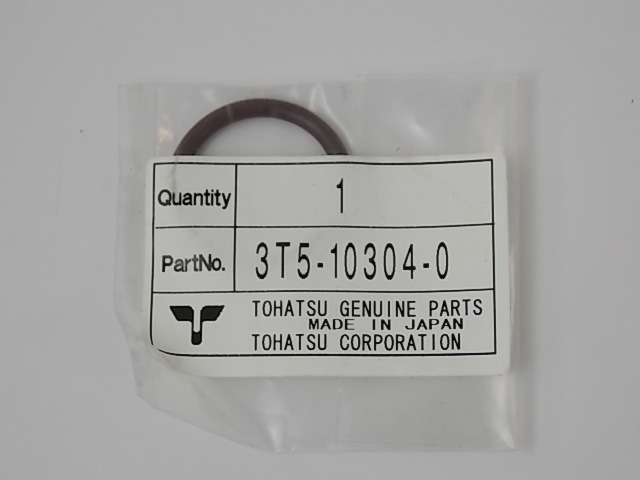 Quantity 1
PartNo. 3T5-10304-0
TOHATSU GENUINE PARTS
MADE IN JAPAN
TOHATSU CORPORATION